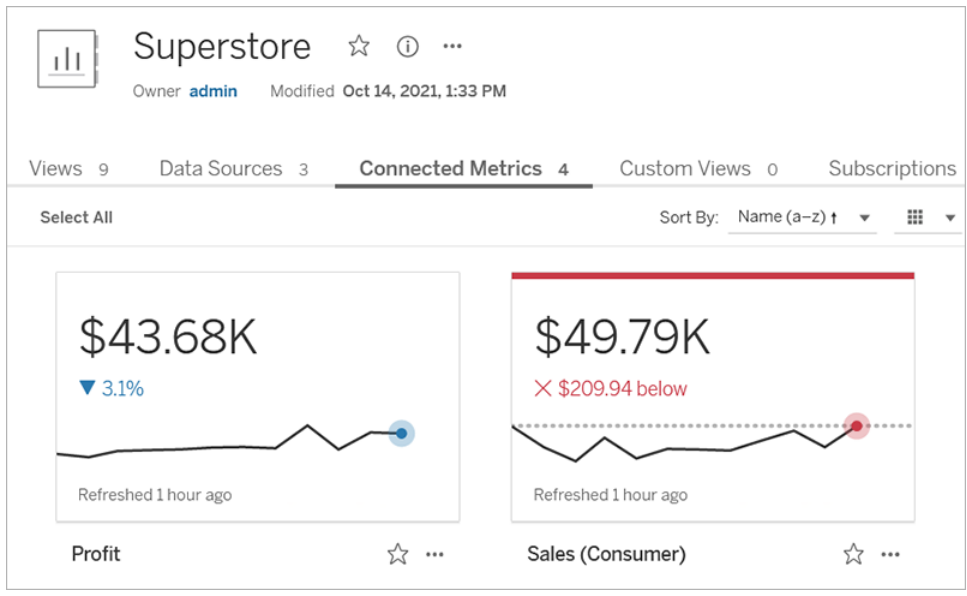 Superstore
Owner admin Modified Oct 14, 2021, 1:33 PM
Views 9 Data Sources 3 Connected Metrics 4 Custom Views 0 Subscriptions
Select All Sort By: Name (a–z) ↑
$43.68K $49.79K
▼ 3.1% × $209.94 below
Refreshed 1 hour ago Refreshed 1 hour ago
Profit Sales (Consumer)